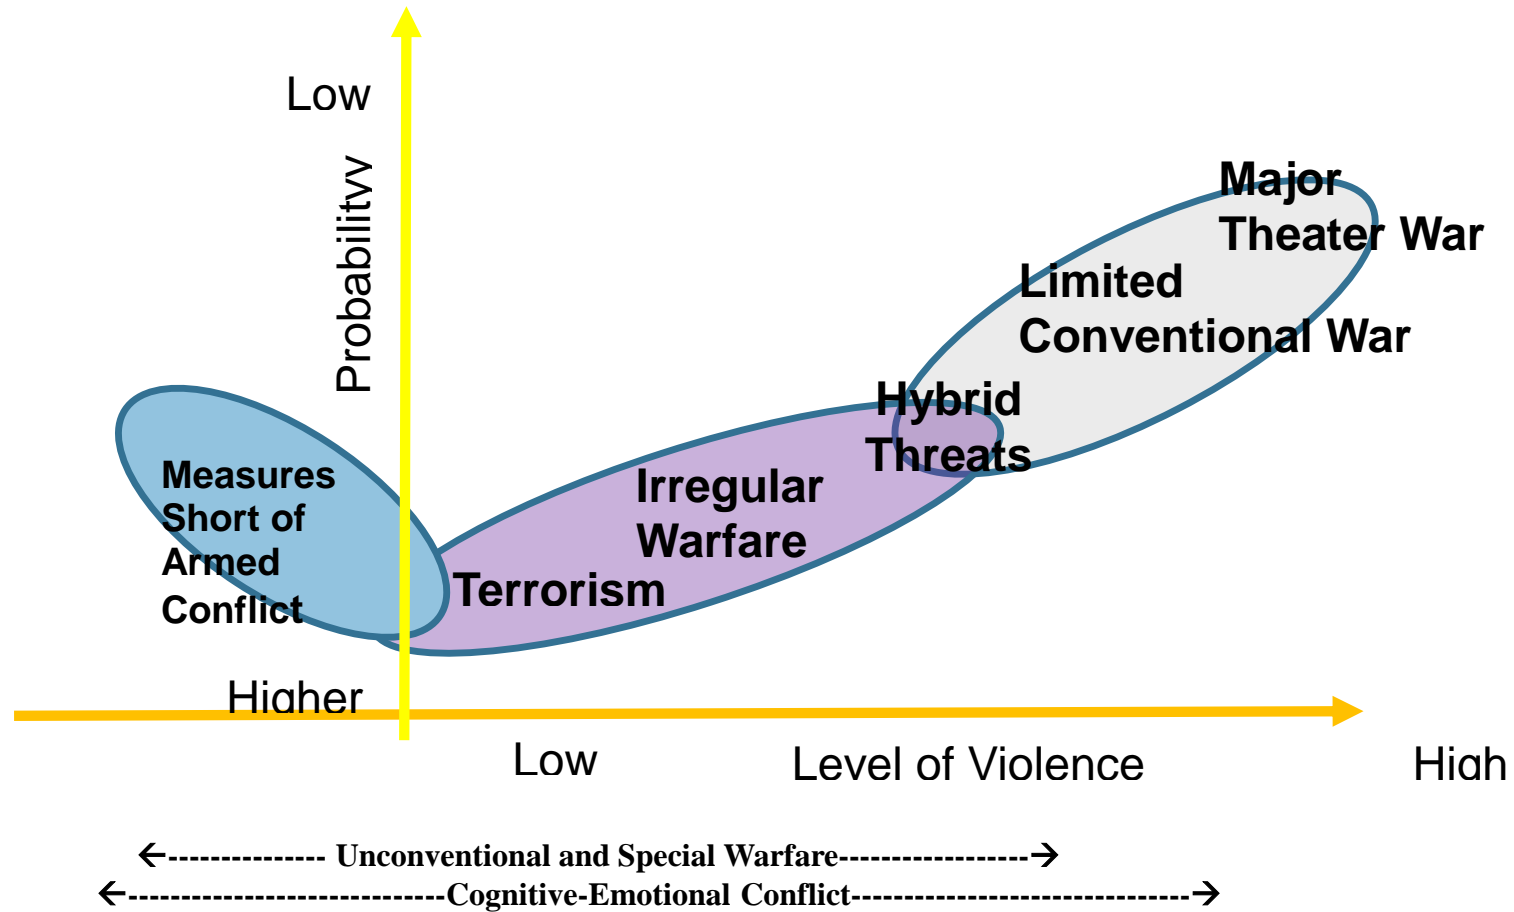 Low
Probabilityy
Major
Theater War
Limited
Conventional War
Hybrid
Threats
Irregular
Warfare
Terrorism
Measures
Short of
Armed
Conflict
Higher
Low
Level of Violence
High
←--------------- Unconventional and Special Warfare-------------------→
←------------------------------Cognitive-Emotional Conflict--------------------------------→